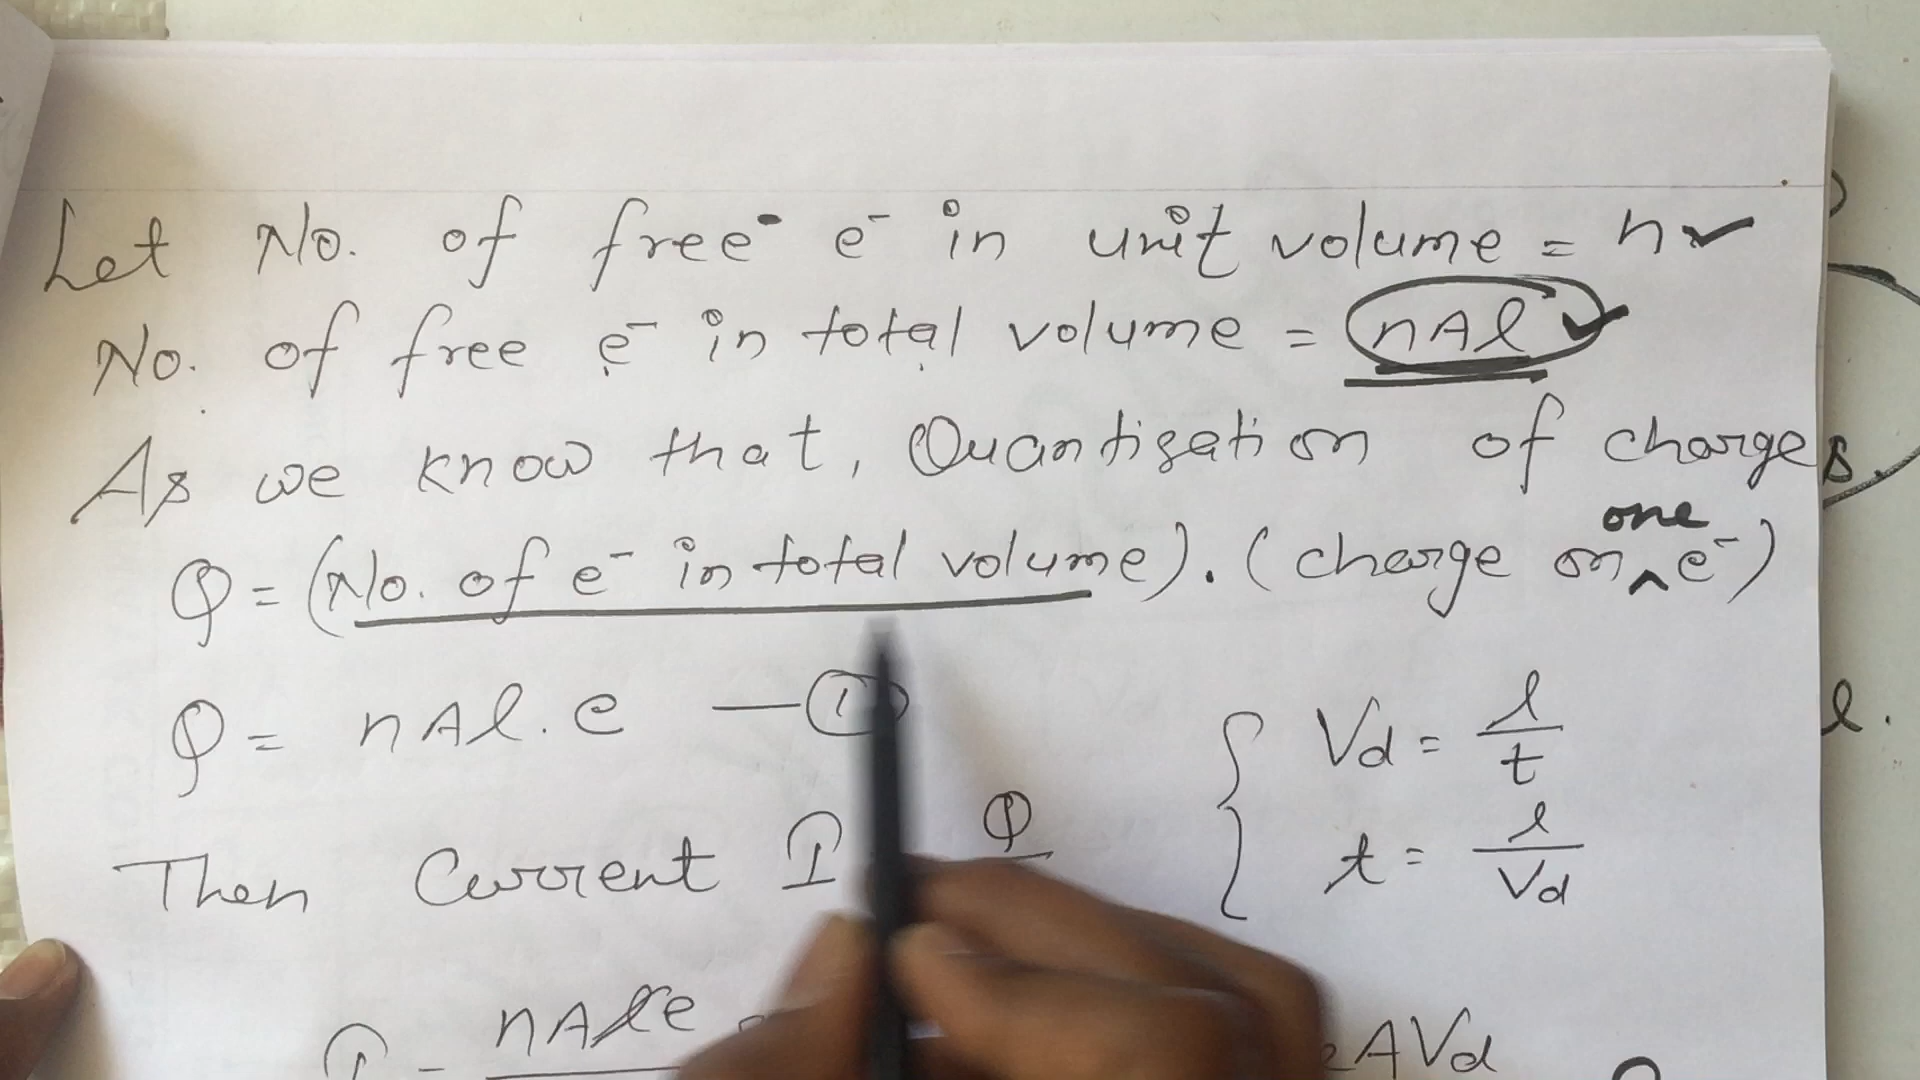 Let No. of free e⁻ in unit volume = n ✓
No. of free e⁻ in total volume = nAl ✓
As we know that, Quantisation of charges
Q = (No. of e⁻ in total volume). (charge on ^ one e⁻)
Q = nAl.e — ①
Then Current I Q
{ Vd = l/t
t = l/Vd
I = nAle
eAVd
l.